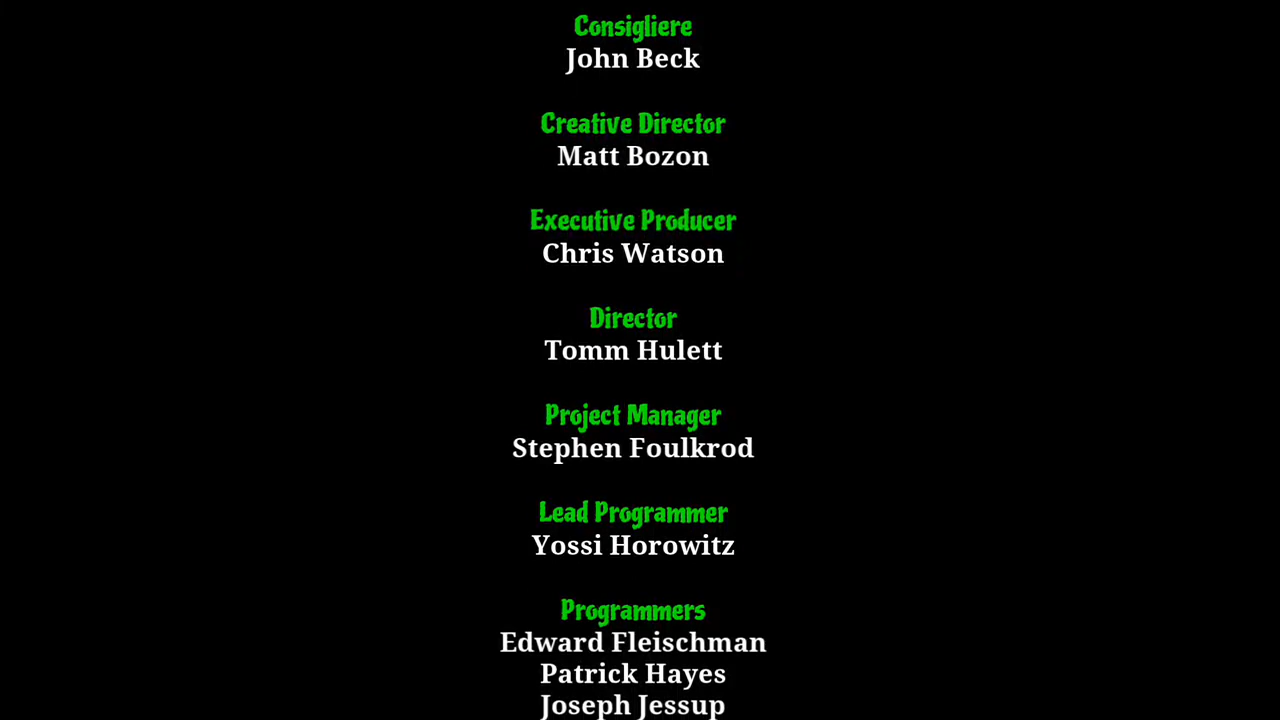 Consigliere
John Beck
Creative Director
Matt Bozon
Executive Producer
Chris Watson
Director
Tomm Hulett
Project Manager
Stephen Foulkrod
Lead Programmer
Yossi Horowitz
Programmers
Edward Fleischman
Patrick Hayes
Joseph Jessup